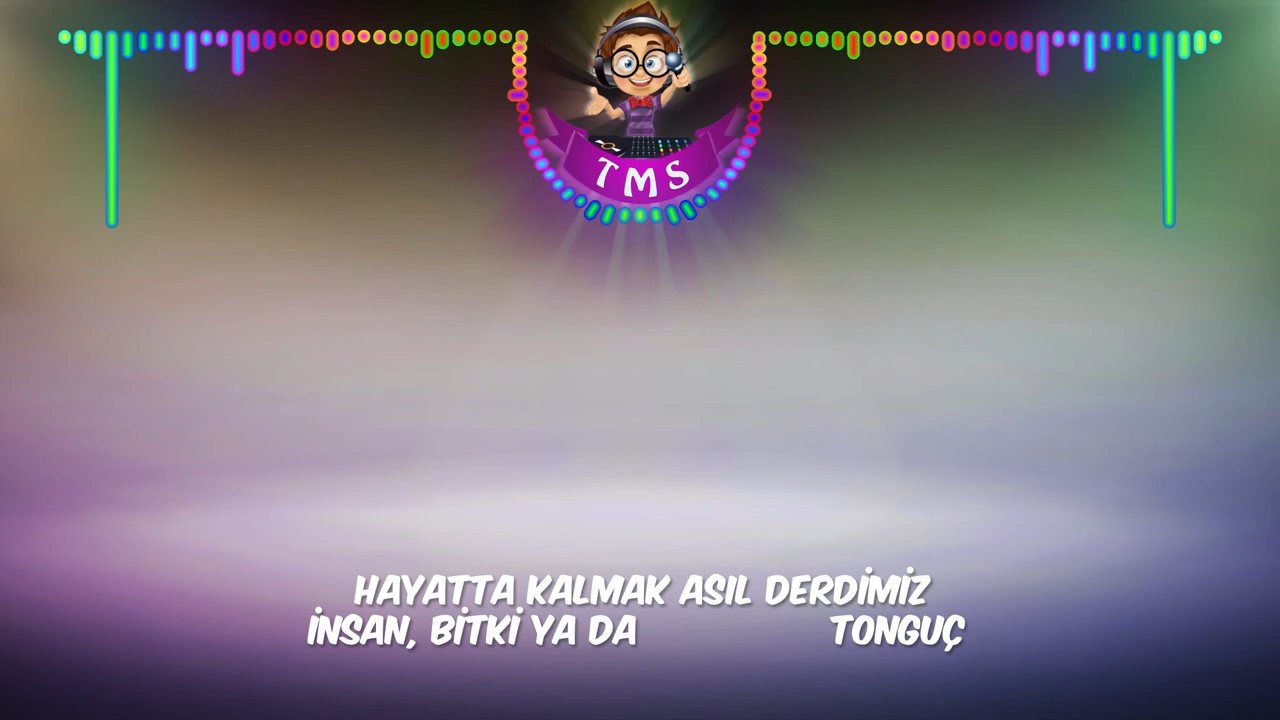 TMS
HAYATTA KALMAK ASIL DERDİMİZ
İNSAN, BİTKİ YA DA TONGUÇ